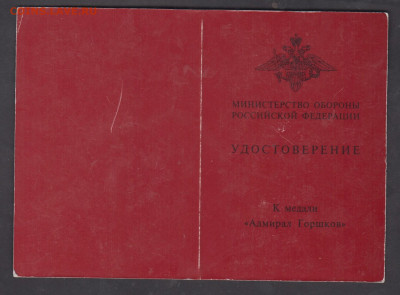 МИНИСТЕРСТВО ОБОРОНЫ
РОССИЙСКОЙ ФЕДЕРАЦИИ
УДОСТОВЕРЕНИЕ
К медали
«Адмирал Горшков»